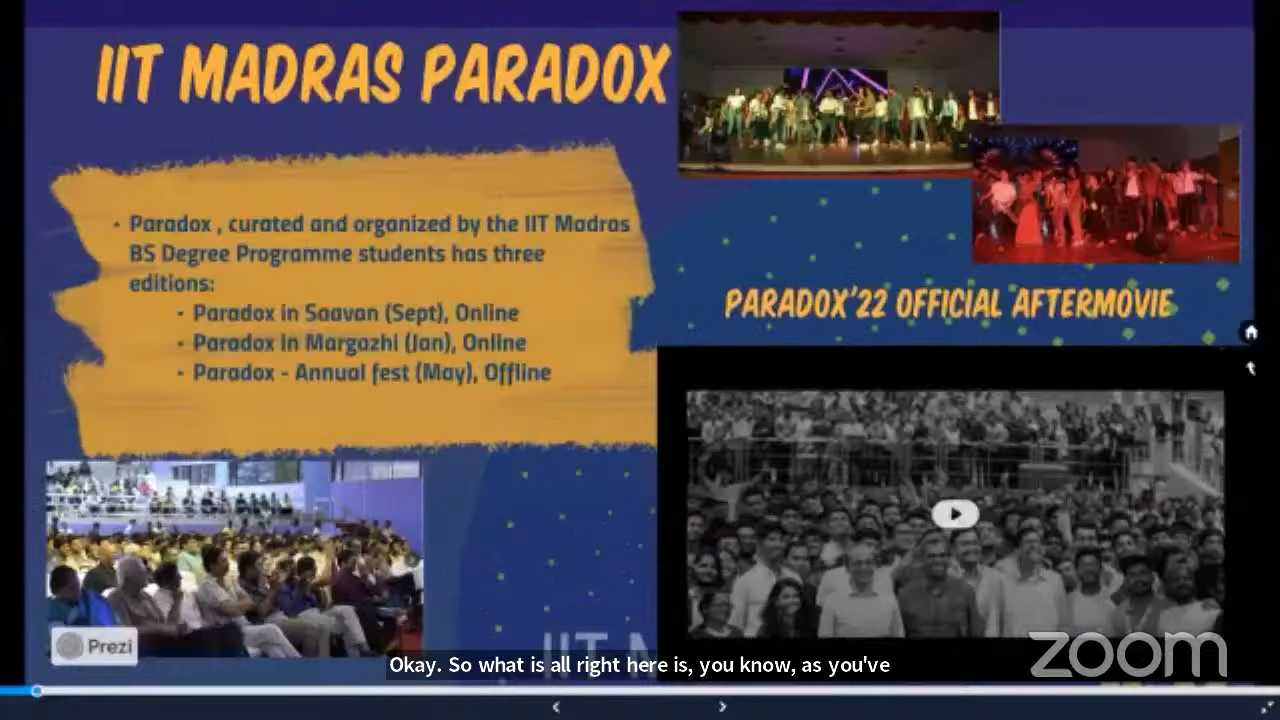 IIT MADRAS PARADOX
• Paradox , curated and organized by the IIT Madras
BS Degree Programme students has three
editions:
• Paradox in Saavan (Sept), Online
• Paradox in Margazhi (Jan), Online
• Paradox - Annual fest (May), Offline
PARADOX'22 OFFICIAL AFTERMOVIE
Prezi
IIT M
Okay. So what is all right here is, you know, as you've
zoom